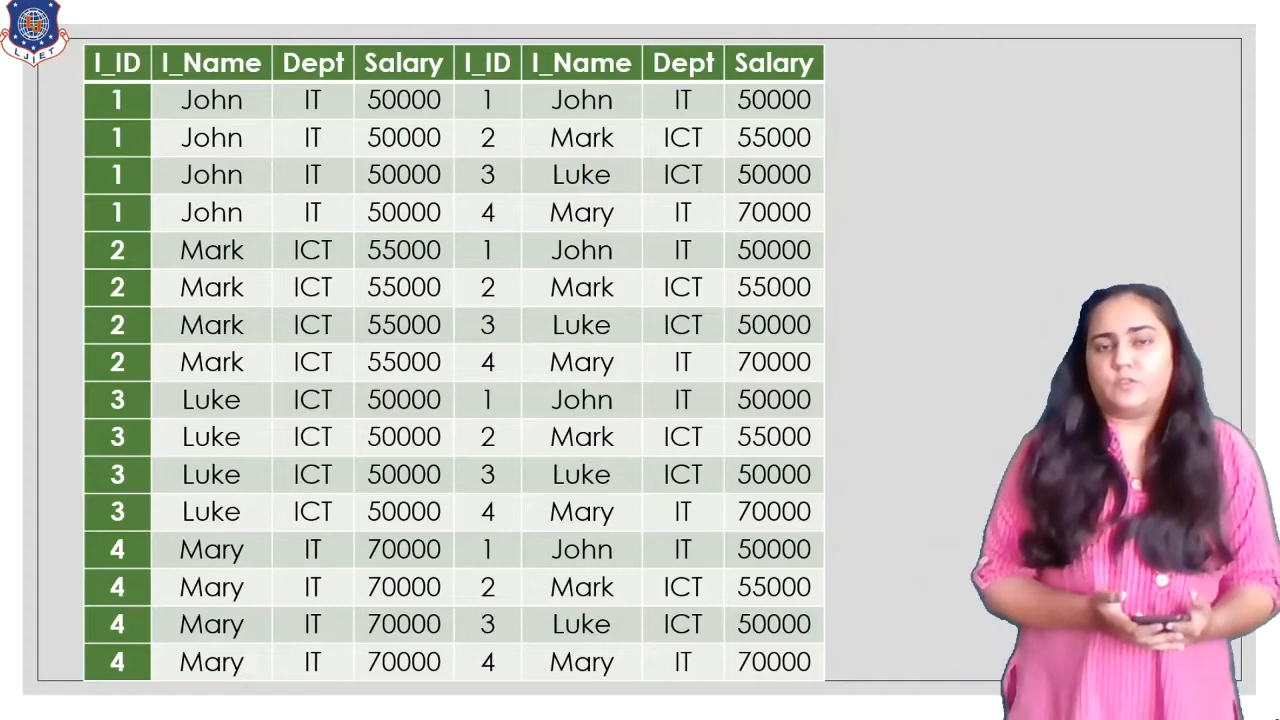 LJIET
I_ID I_Name Dept Salary I_ID I_Name Dept Salary
1 John IT 50000 1 John IT 50000
1 John IT 50000 2 Mark ICT 55000
1 John IT 50000 3 Luke ICT 50000
1 John IT 50000 4 Mary IT 70000
2 Mark ICT 55000 1 John IT 50000
2 Mark ICT 55000 2 Mark ICT 55000
2 Mark ICT 55000 3 Luke ICT 50000
2 Mark ICT 55000 4 Mary IT 70000
3 Luke ICT 50000 1 John IT 50000
3 Luke ICT 50000 2 Mark ICT 55000
3 Luke ICT 50000 3 Luke ICT 50000
3 Luke ICT 50000 4 Mary IT 70000
4 Mary IT 70000 1 John IT 50000
4 Mary IT 70000 2 Mark ICT 55000
4 Mary IT 70000 3 Luke ICT 50000
4 Mary IT 70000 4 Mary IT 70000